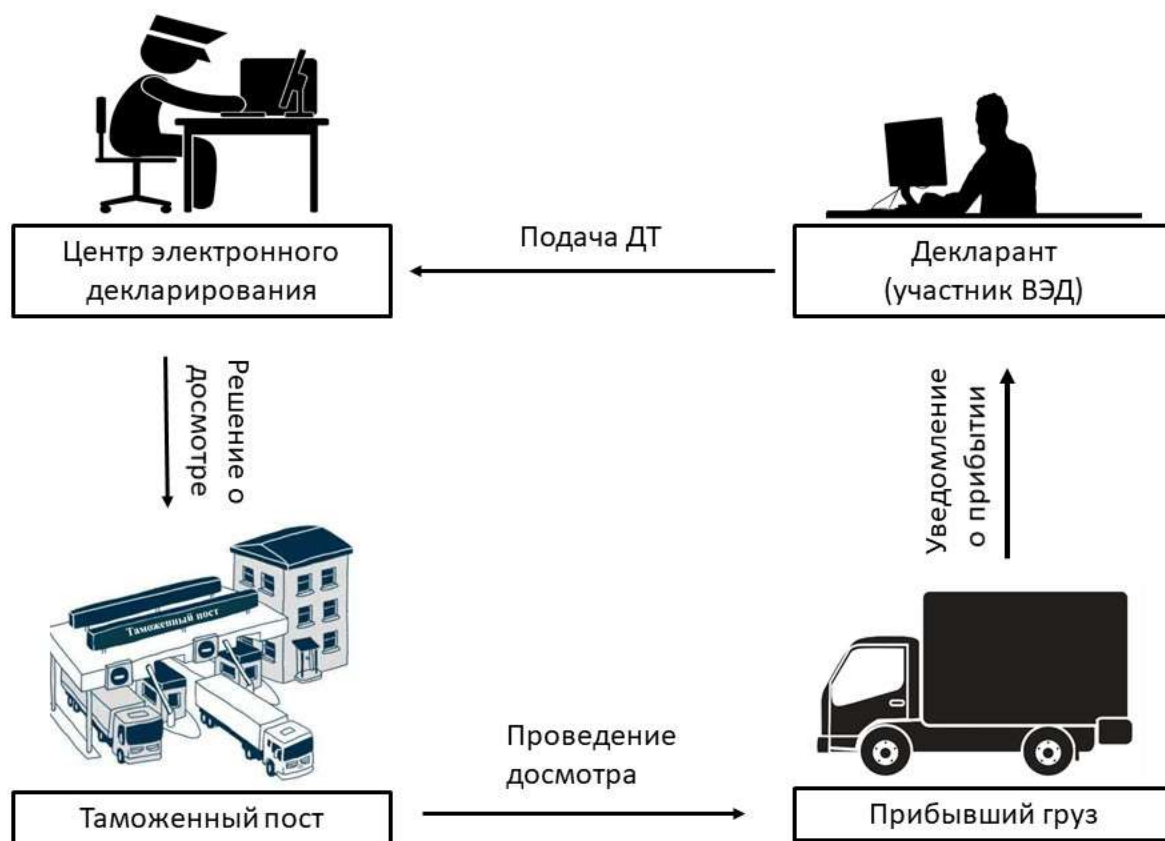 Центр электронного
декларирования
Подача ДТ
Декларант
(участник ВЭД)
Решение о
досмотре
Уведомление
о прибытии
Таможенный пост
Проведение
досмотра
Таможенный пост
Прибывший груз